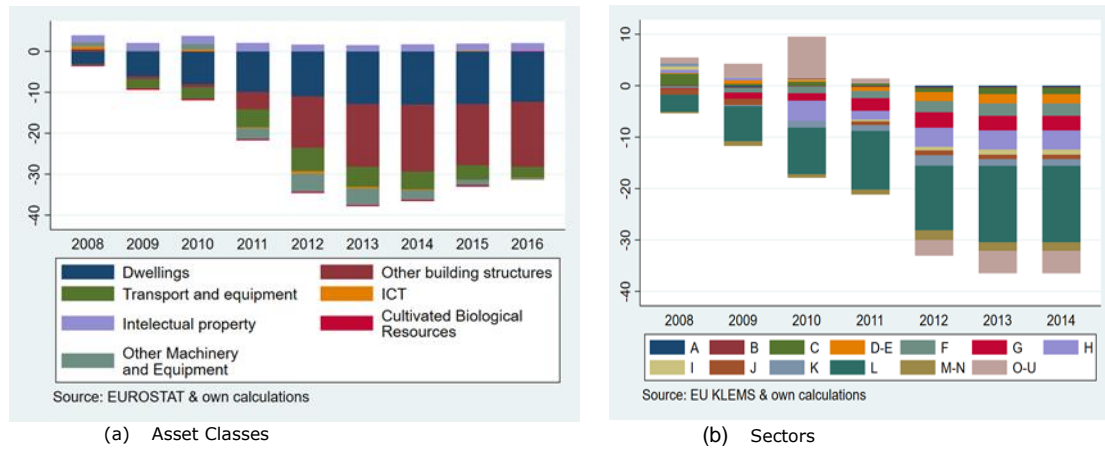 0
-10
-20
-30
-40
2008 2009 2010 2011 2012 2013 2014 2015 2016
Dwellings
Other building structures
Transport and equipment
ICT
Intelectual property
Cultivated Biological
Resources
Other Machinery
and Equipment
Source: EUROSTAT & own calculations
(a) Asset Classes
10
0
-10
-20
-30
-40
2008 2009 2010 2011 2012 2013 2014
A B C D-E F G H
I J K L M-N O-U
Source: EU KLEMS & own calculations
(b) Sectors